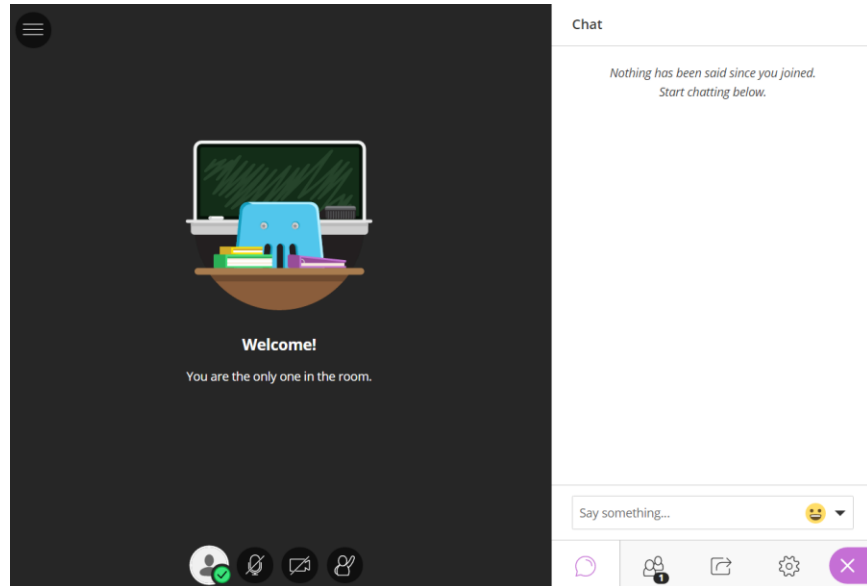 Welcome!
You are the only one in the room.
Chat
Nothing has been said since you joined.
Start chatting below.
Say something...
1